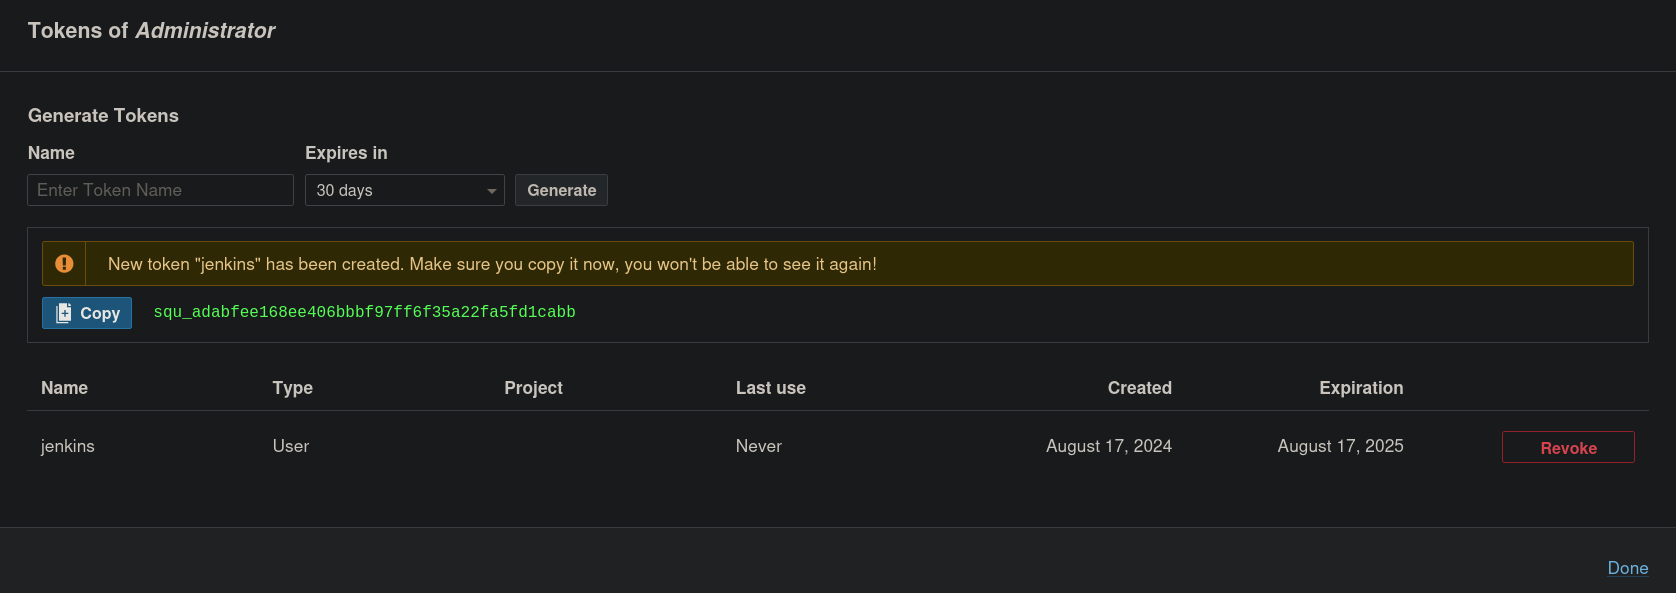 Tokens of Administrator
Generate Tokens
Name Expires in
Enter Token Name 30 days Generate
New token "jenkins" has been created. Make sure you copy it now, you won't be able to see it again!
Copy squ_adabfee168ee406bbbf97ff6f35a22fa5fd1cabb
Name Type Project Last use Created Expiration
jenkins User Never August 17, 2024 August 17, 2025 Revoke
Done